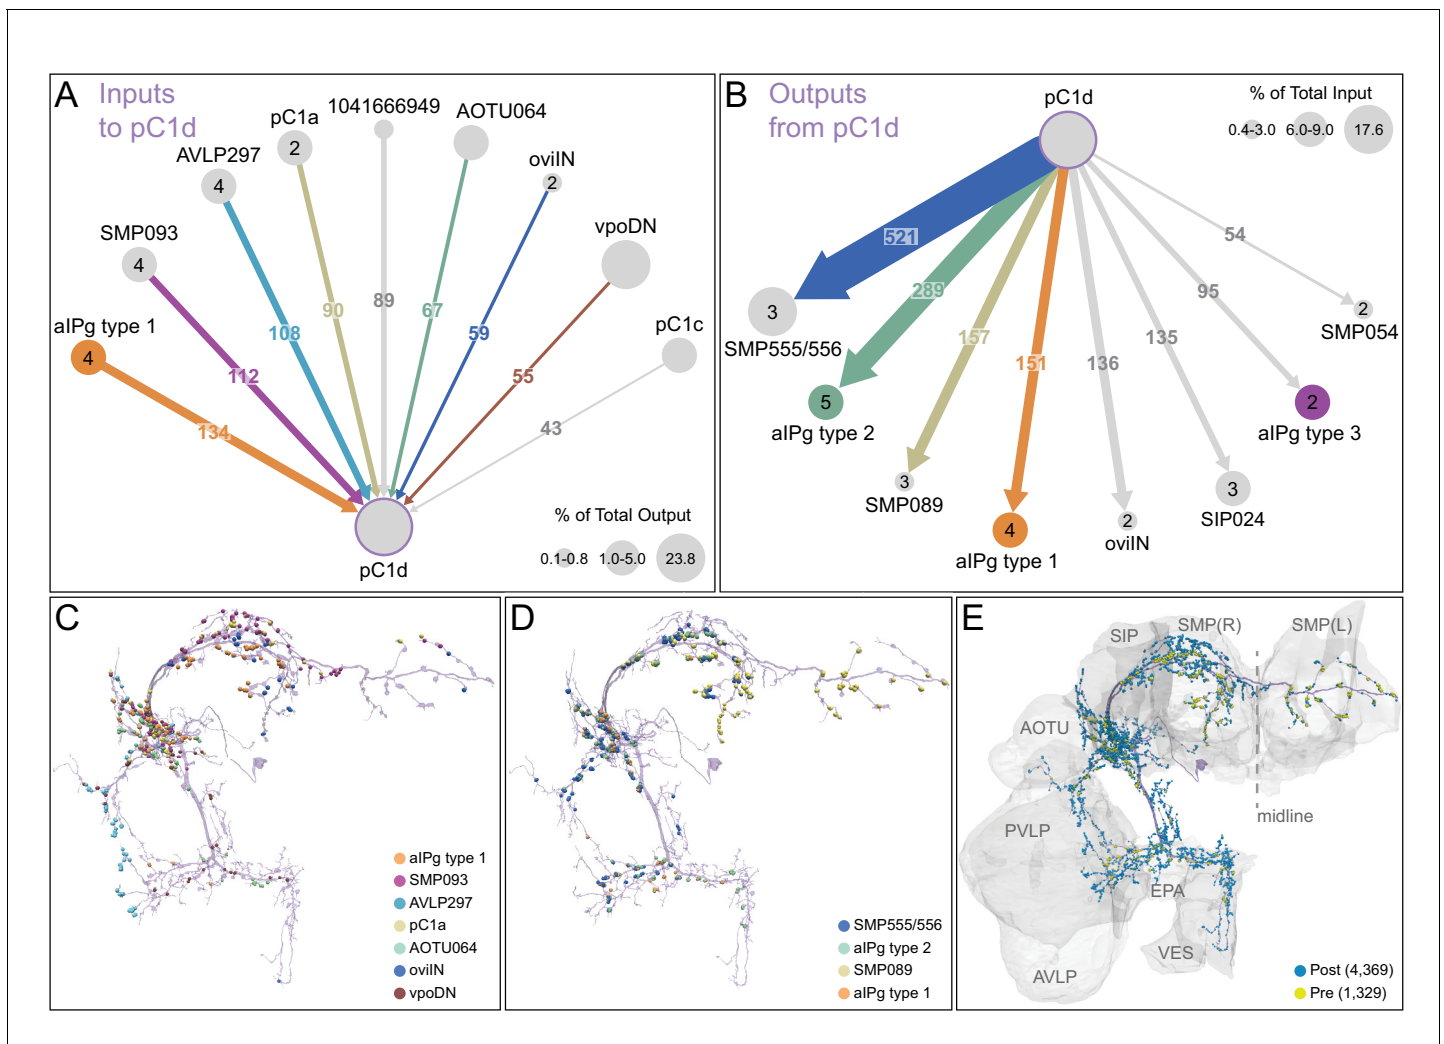 A
Inputs
to pC1d
1041666949
AOTU064
pC1a
2
AVLP297
4
oviIN
2
SMP093
4
vpoDN
aIPg type 1
4
pC1c
134
112
108
90
89
67
59
55
43
pC1d
% of Total Output
0.1-0.8 1.0-5.0 23.8
B
Outputs
from pC1d
pC1d
% of Total Input
0.4-3.0 6.0-9.0 17.6
521
289
157
151
136
135
95
54
3
SMP555/556
5
aIPg type 2
3
SMP089
4
aIPg type 1
2
oviIN
3
SIP024
2
aIPg type 3
2
SMP054
C
aIPg type 1
SMP093
AVLP297
pC1a
AOTU064
oviIN
vpoDN
D
SMP555/556
aIPg type 2
SMP089
aIPg type 1
E
SIP
SMP(R)
SMP(L)
AOTU
midline
PVLP
EPA
VES
AVLP
Post (4,369)
Pre (1,329)